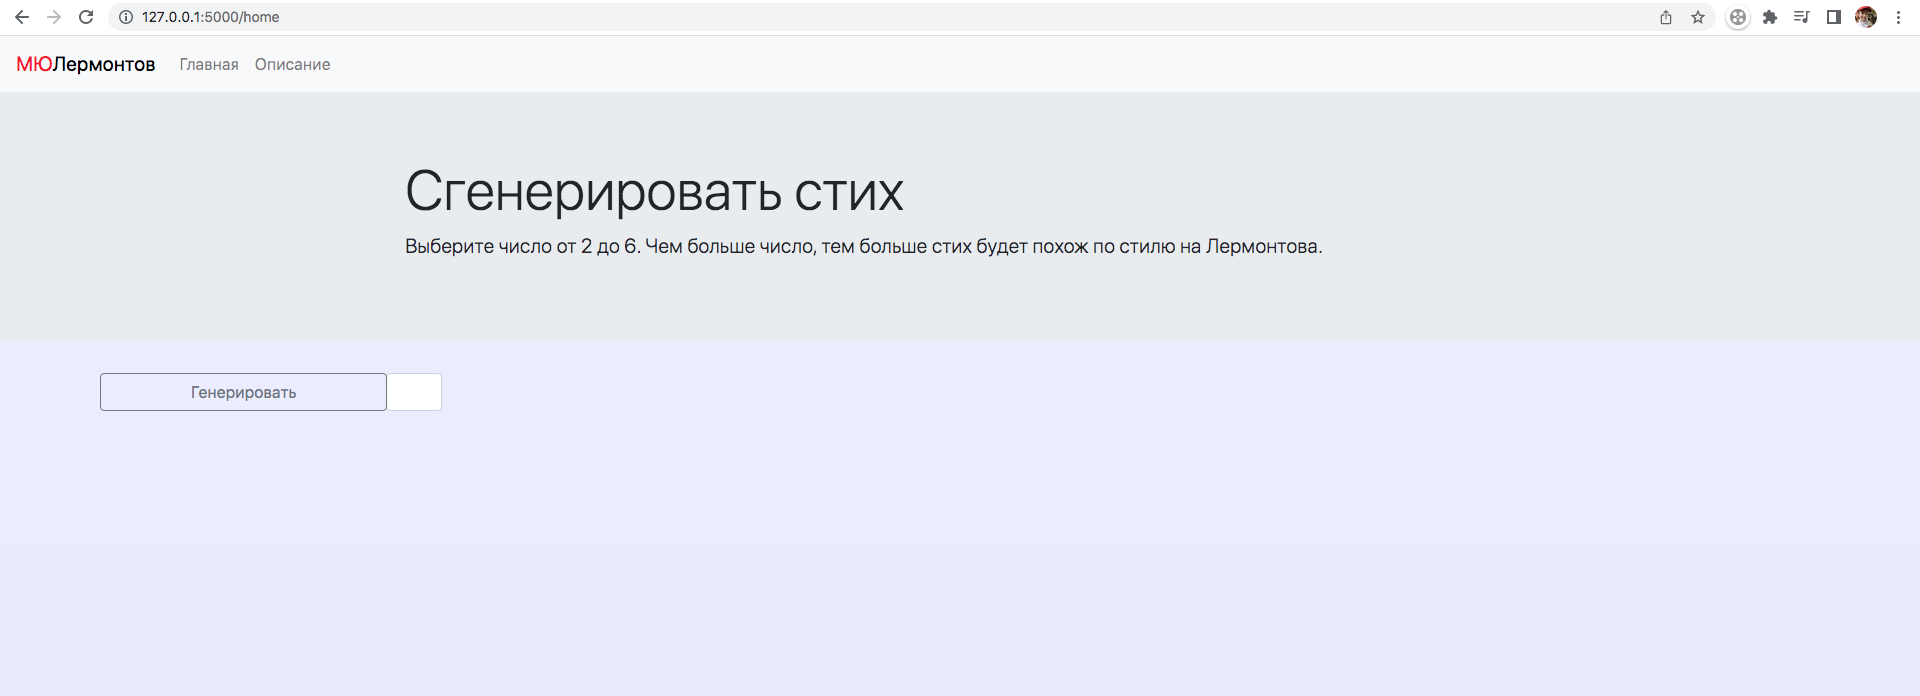 127.0.0.1:5000/home
МЮЛермонтов Главная Описание
Сгенерировать стих
Выберите число от 2 до 6. Чем больше число, тем больше стих будет похож по стилю на Лермонтова.
Генерировать